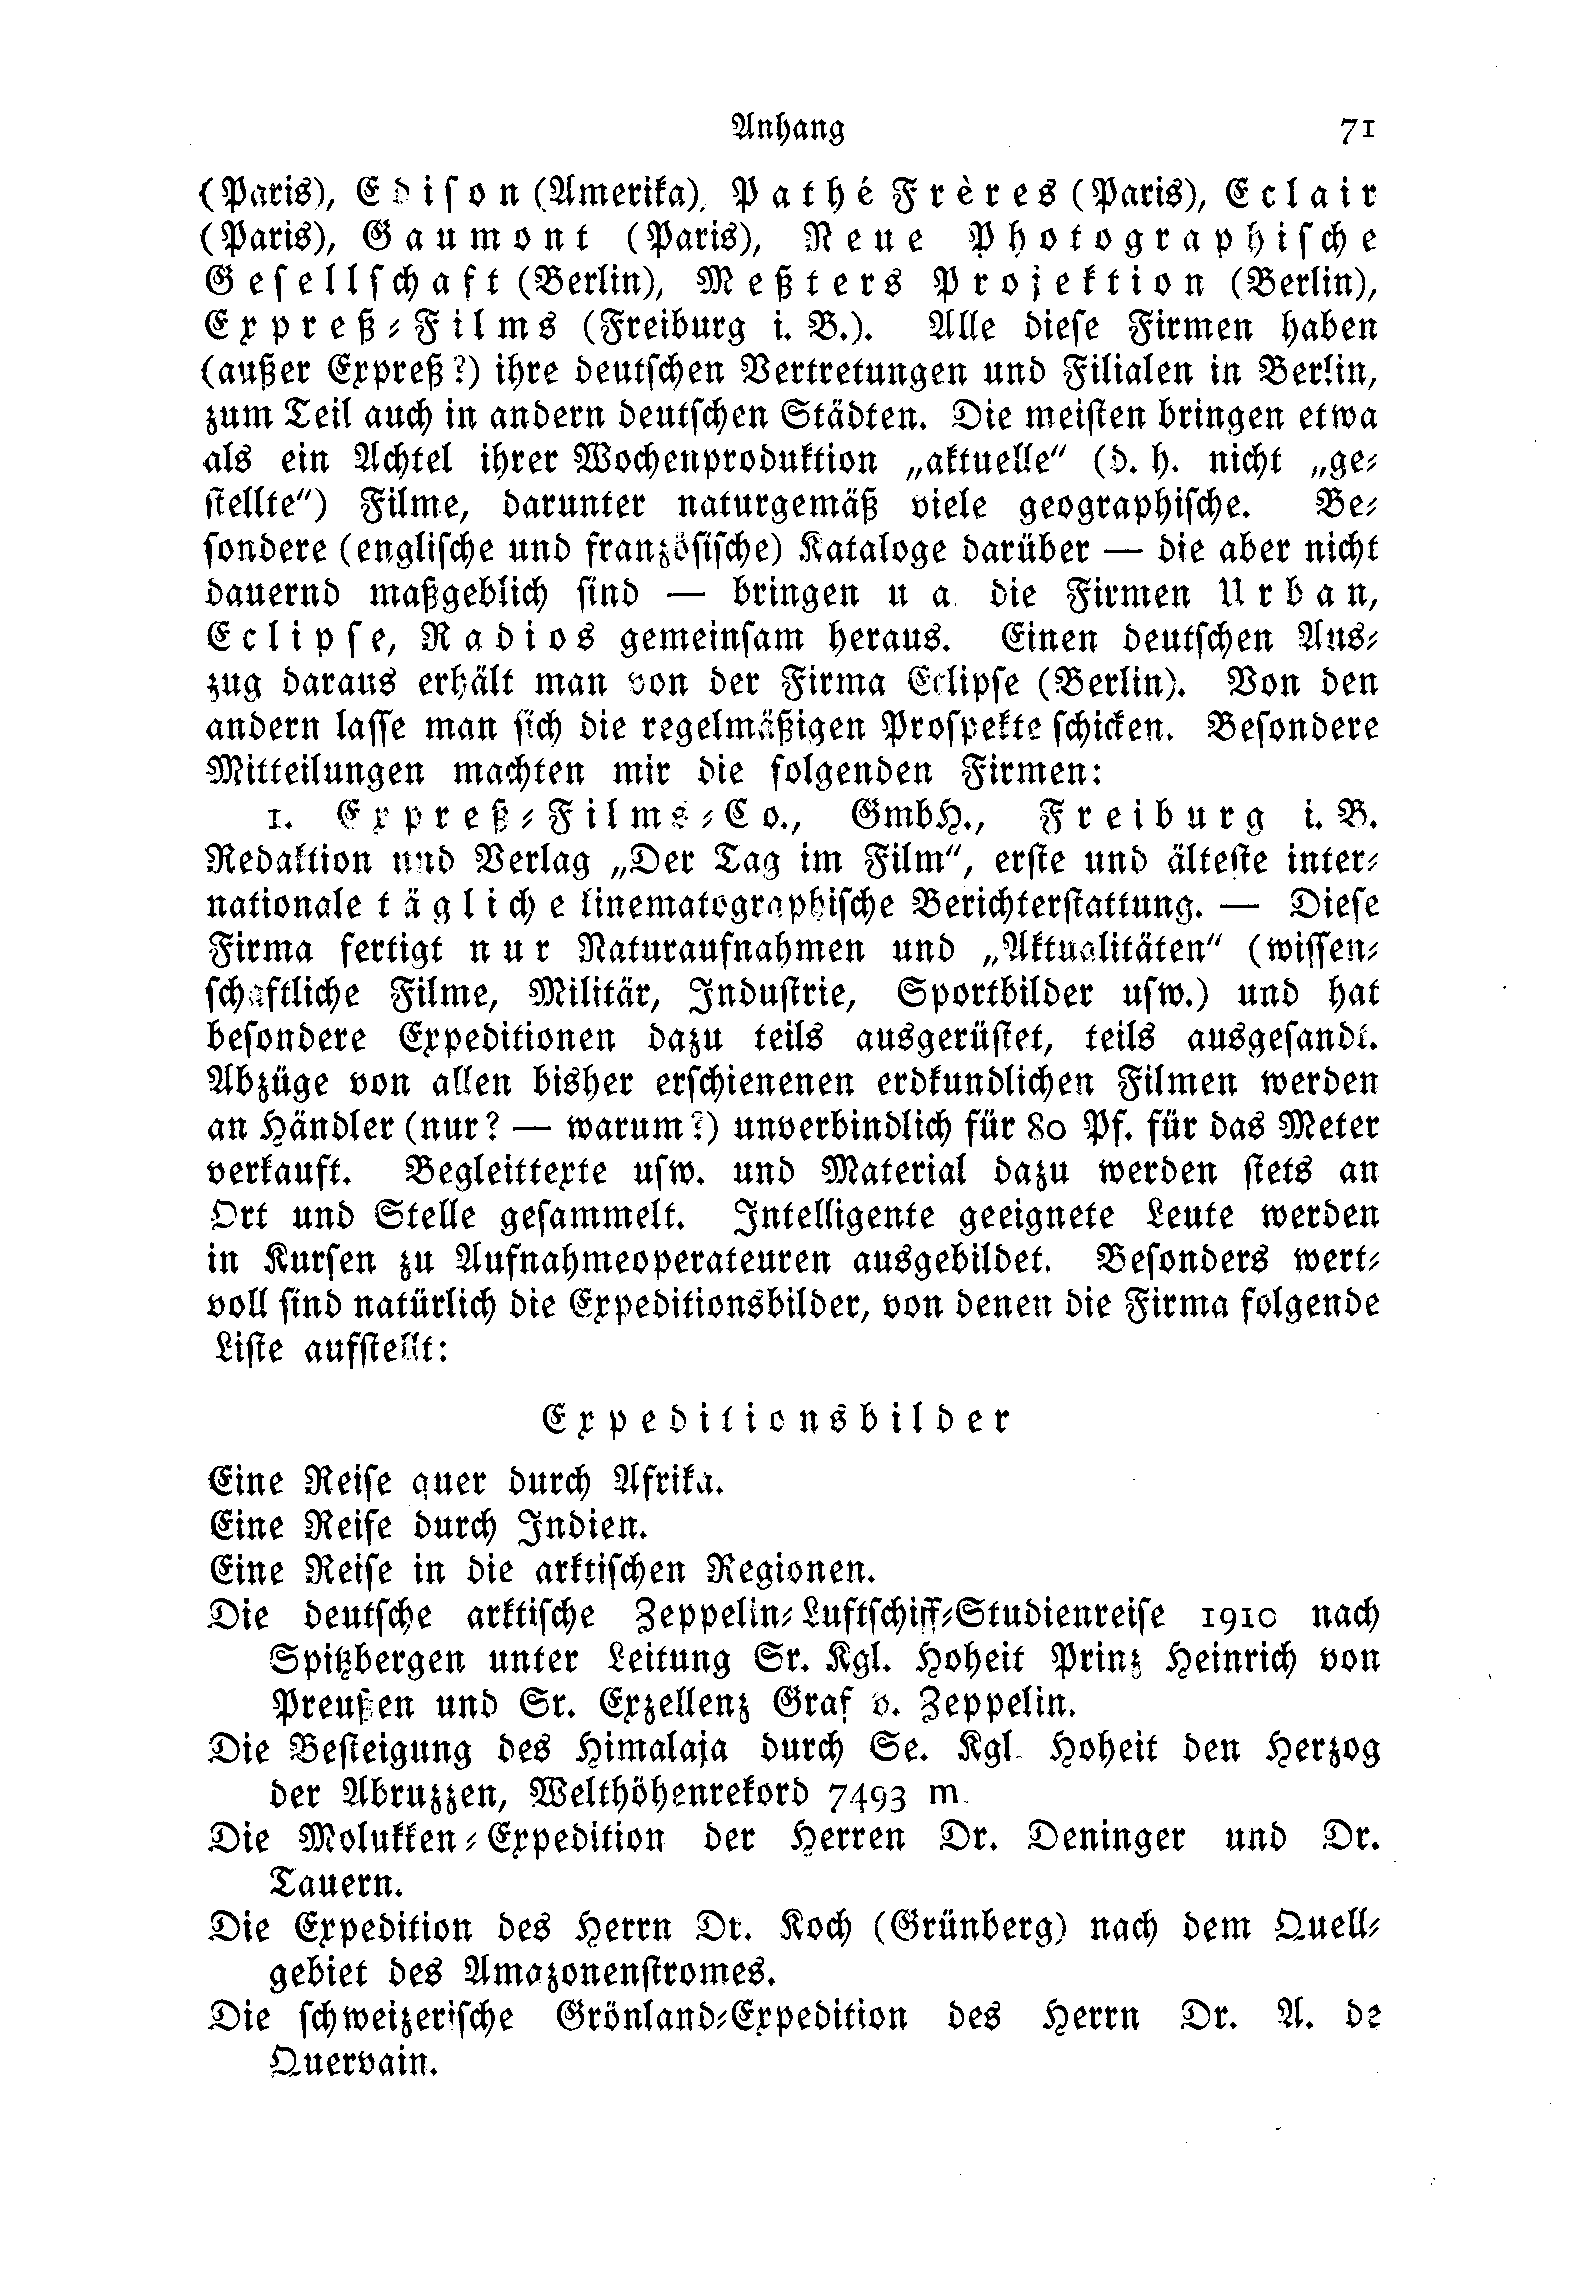 Anhang 71
(Paris), Edison (Amerika), Pathé Frères (Paris), Eclair
(Paris), Gaumont (Paris), Neue Photographische
Gesellschaft (Berlin), Meßters Projektion (Berlin),
Expreß-Films (Freiburg i. B.). Alle diese Firmen haben
(außer Expreß?) ihre deutschen Vertretungen und Filialen in Berlin,
zum Teil auch in andern deutschen Städten. Die meisten bringen etwa
als ein Achtel ihrer Wochenproduktion „aktuelle“ (d. h. nicht „ge-
stellte“) Filme, darunter naturgemäß viele geographische. Be-
sondere (englische und französische) Kataloge darüber — die aber nicht
dauernd maßgeblich sind — bringen u a. die Firmen Urban,
Eclipse, Radios gemeinsam heraus. Einen deutschen Aus-
zug daraus erhält man von der Firma Eclipse (Berlin). Von den
andern lasse man sich die regelmäßigen Prospekte schicken. Besondere
Mitteilungen machten mir die folgenden Firmen:
1. Expreß-Films-Co., GmbH., Freiburg i. B.
Redaktion und Verlag „Der Tag im Film“, erste und älteste inter-
nationale tägliche kinematographische Berichterstattung. — Diese
Firma fertigt nur Naturaufnahmen und „Aktualitäten“ (wissen-
schaftliche Filme, Militär, Industrie, Sportbilder usw.) und hat
besondere Expeditionen dazu teils ausgerüstet, teils ausgesandt.
Abzüge von allen bisher erschienenen erdkundlichen Filmen werden
an Händler (nur? — warum?) unverbindlich für 80 Pf. für das Meter
verkauft. Begleittexte usw. und Material dazu werden stets an
Ort und Stelle gesammelt. Intelligente geeignete Leute werden
in Kursen zu Aufnahmeoperateuren ausgebildet. Besonders wert-
voll sind natürlich die Expeditionsbilder, von denen die Firma folgende
Liste aufstellt:
Expeditionsbilder
Eine Reise quer durch Afrika.
Eine Reise durch Indien.
Eine Reise in die arktischen Regionen.
Die deutsche arktische Zeppelin-Luftschiff-Studienreise 1910 nach
Spitzbergen unter Leitung Sr. Kgl. Hoheit Prinz Heinrich von
Preußen und Sr. Exzellenz Graf v. Zeppelin.
Die Besteigung des Himalaja durch Se. Kgl. Hoheit den Herzog
der Abruzzen, Welthöhenrekord 7493 m.
Die Molukken-Expedition der Herren Dr. Deninger und Dr.
Tauern.
Die Expedition des Herrn Dr. Koch (Grünberg) nach dem Quell-
gebiet des Amazonenstromes.
Die schweizerische Grönland-Expedition des Herrn Dr. A. de
Quervain.